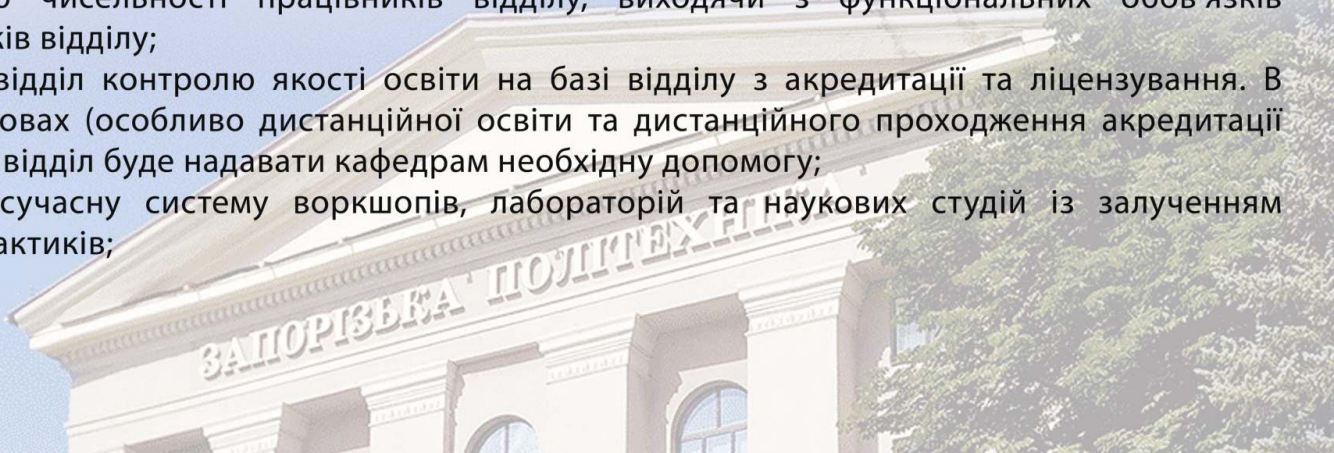 чисельності працівників відділу, виходячи з функціональних обов'язків
ків відділу;
відділ контролю якості освіти на базі відділу з акредитації та ліцензування. В
овах (особливо дистанційної освіти та дистанційного проходження акредитації
відділ буде надавати кафедрам необхідну допомогу;
сучасну систему воркшопів, лабораторій та наукових студій із залученням
актиків;
ЗАПОРІЗЬКА ПОЛІТЕХНІКА